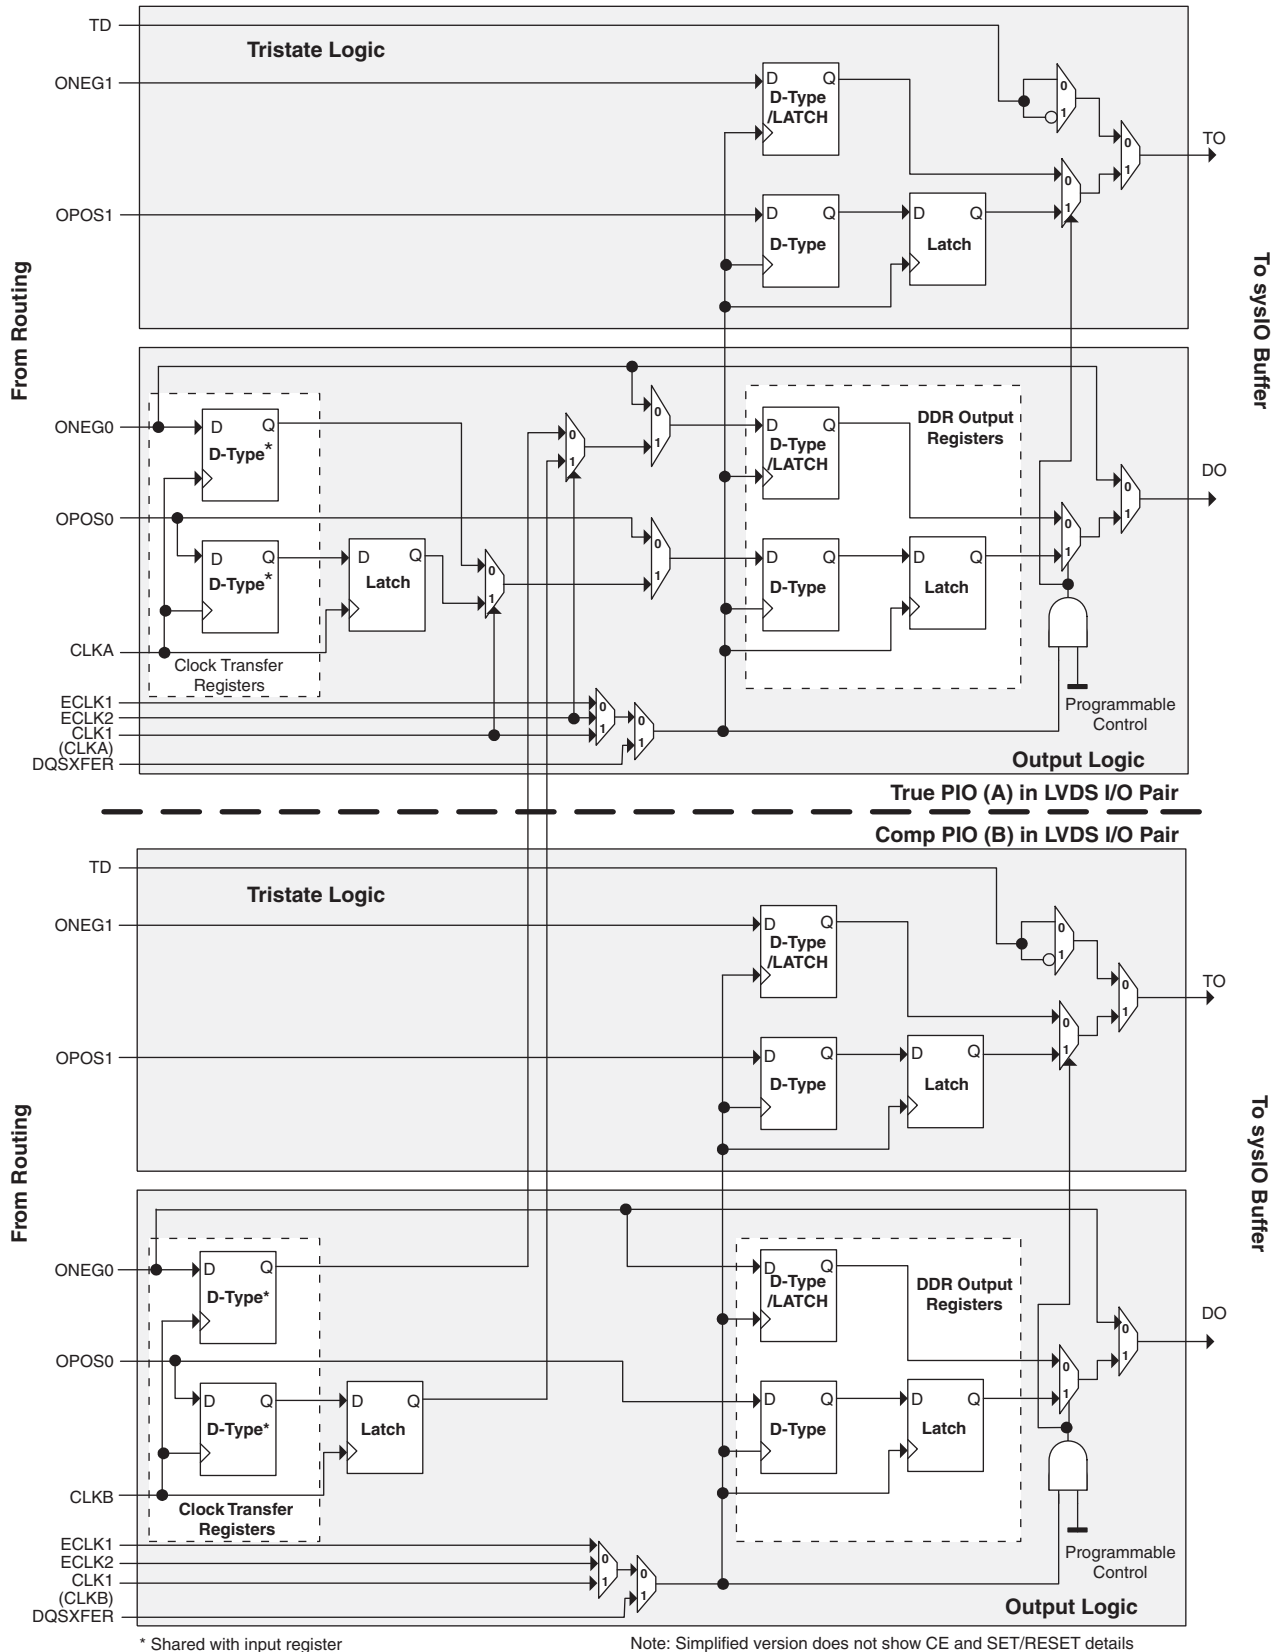 TD
Tristate Logic
ONEG1
D Q
D-Type
/LATCH
0
1
0
1
TO
0
1
OPOS1
D Q
D-Type
D Q
Latch
From Routing
To sysIO Buffer
ONEG0
D Q
D-Type*
0
1
0
1
D Q
D-Type
/LATCH
DDR Output
Registers
DO
0
1
0
1
OPOS0
D Q
D-Type*
D Q
Latch
0
1
0
1
D Q
D-Type
D Q
Latch
CLKA
Clock Transfer
Registers
ECLK1
ECLK2
CLK1
(CLKA)
DQSXFER
0
1
0
1
Programmable
Control
Output Logic
True PIO (A) in LVDS I/O Pair
Comp PIO (B) in LVDS I/O Pair
TD
Tristate Logic
ONEG1
D Q
D-Type
/LATCH
0
1
0
1
TO
0
1
OPOS1
D Q
D-Type
D Q
Latch
From Routing
To sysIO Buffer
ONEG0
D Q
D-Type*
D Q
D-Type
/LATCH
DDR Output
Registers
DO
0
1
0
1
OPOS0
D Q
D-Type*
D Q
Latch
D Q
D-Type
D Q
Latch
CLKB
Clock Transfer
Registers
ECLK1
ECLK2
CLK1
(CLKB)
DQSXFER
0
1
0
1
Programmable
Control
Output Logic
* Shared with input register
Note: Simplified version does not show CE and SET/RESET details